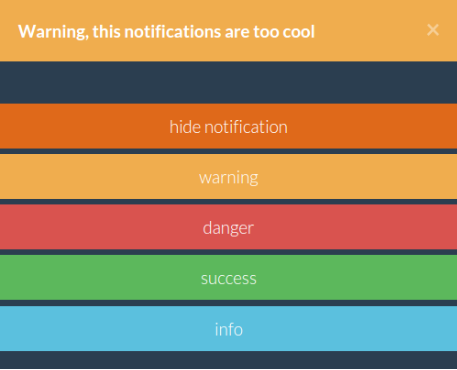 Warning, this notifications are too cool ×
hide notification
warning
danger
success
info